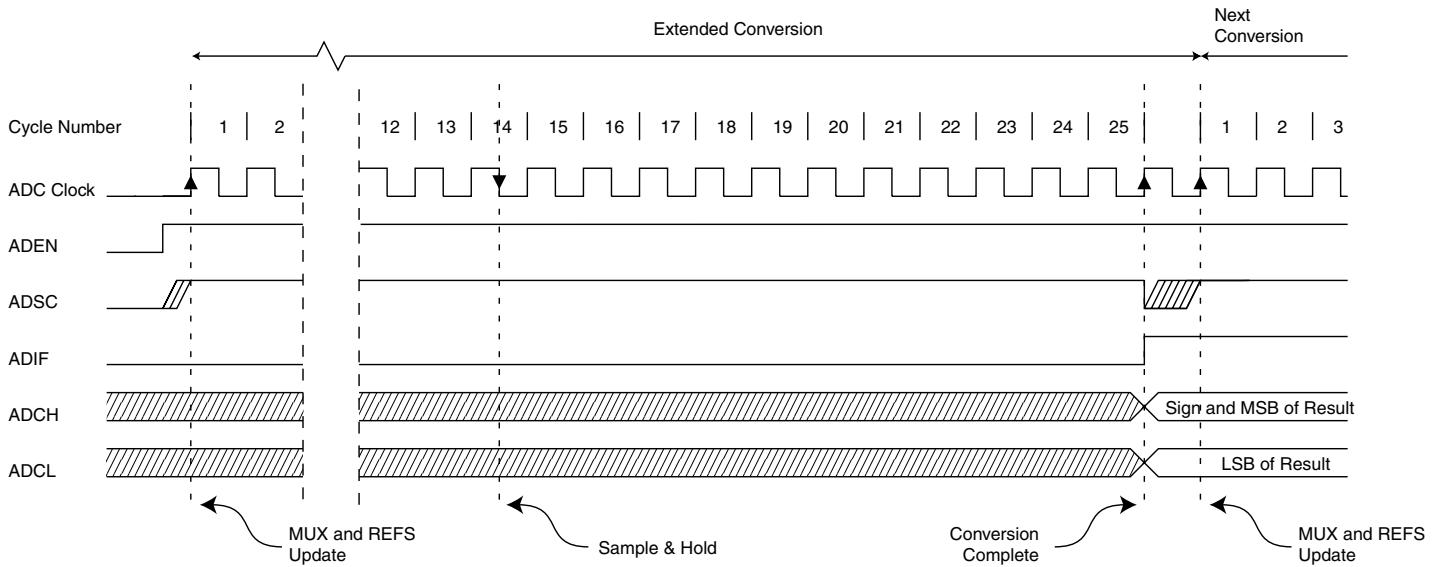 Extended Conversion
Next
Conversion
Cycle Number 1 2 12 13 14 15 16 17 18 19 20 21 22 23 24 25 1 2 3
ADC Clock
ADEN
ADSC
ADIF
ADCH
Sign and MSB of Result
ADCL
LSB of Result
MUX and REFS
Update
Sample & Hold
Conversion
Complete
MUX and REFS
Update